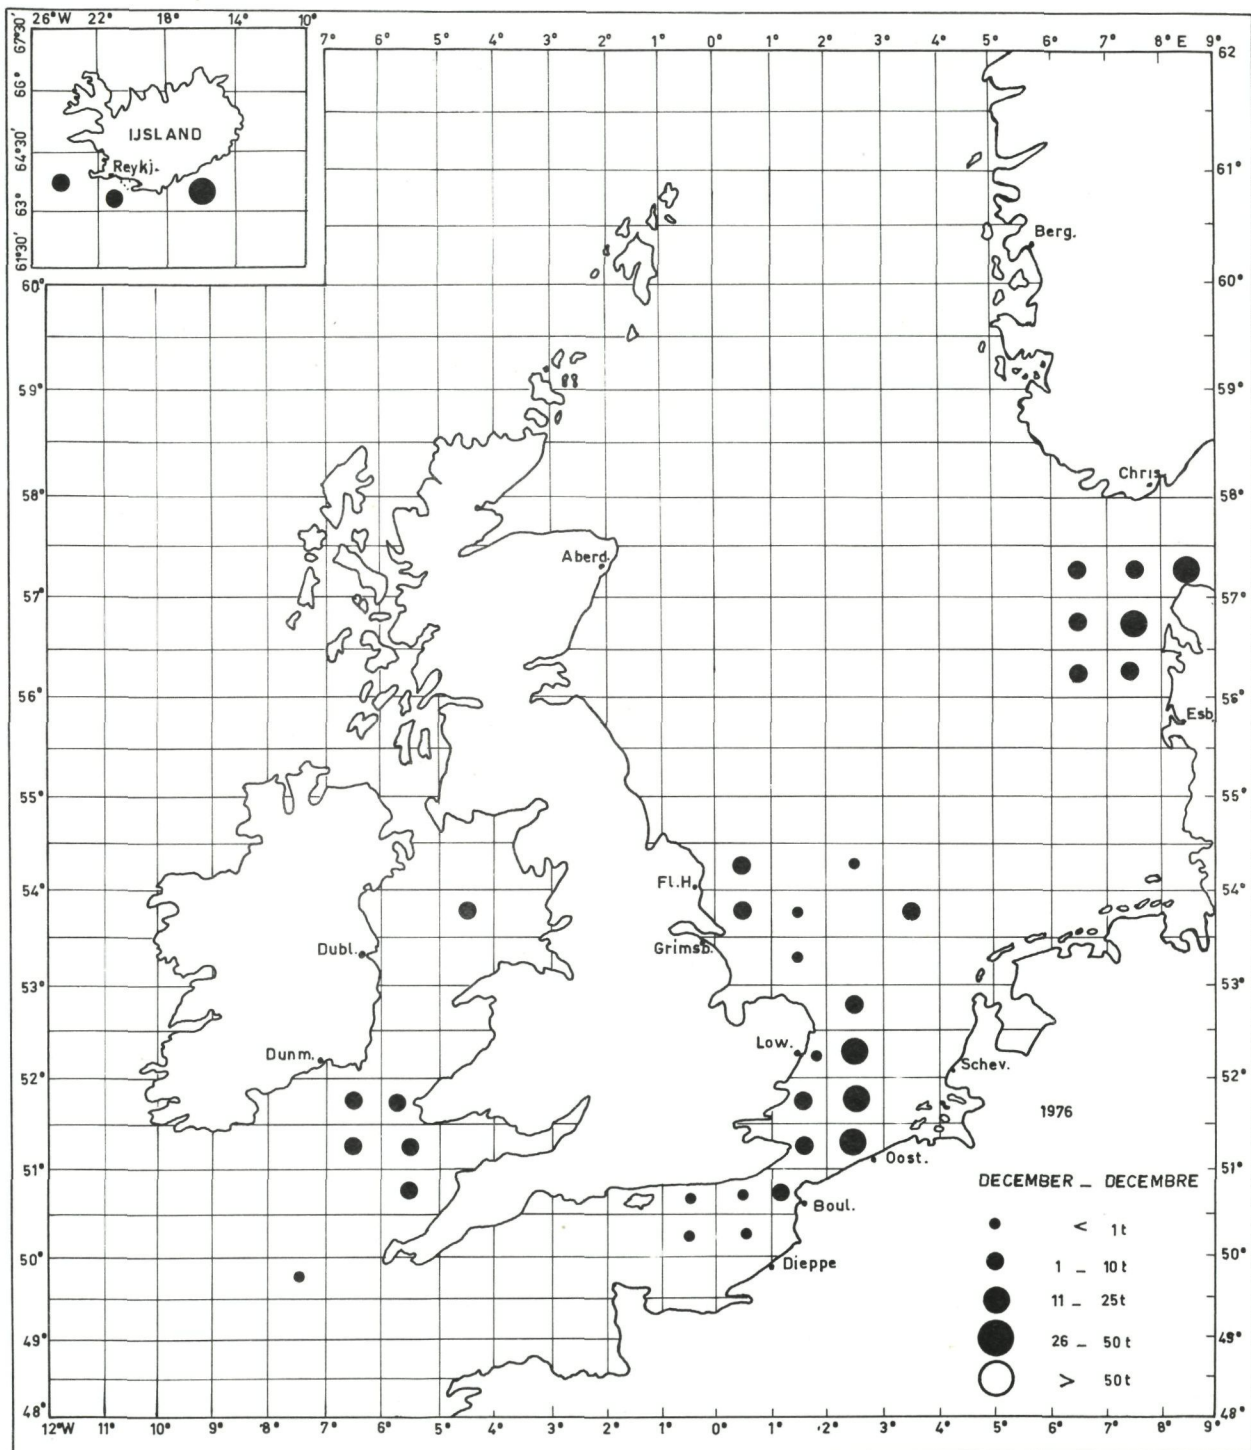 26°W 22° 18° 14° 10°
7° 6° 5° 4° 3° 2° 1° 0° 1° 2° 3° 4° 5° 6° 7° 8° E 9°
67°30'
66°
64°30'
63°
61°30'
IJSLAND
Reykj.
62
61°
60°
59°
58°
57°
56°
55°
54°
53°
52°
51°
50°
49°
48°
60°
59°
58°
57°
56°
55°
54°
53°
52°
51°
50°
49°
48°
Berg.
Chris
Aberd.
Esb
Fl.H.
Grimsb.
Dubl.
Dunm.
Low.
Schev.
1976
Oost.
Boul.
Dieppe
DECEMBER _ DECEMBRE
< 1t
1 _ 10t
11 _ 25t
26 _ 50t
> 50t
12°W 11° 10° 9° 8° 7° 6° 5° 4° 3° 2° 1° 0° 1° 2° 3° 4° 5° 6° 7° 8° 9°